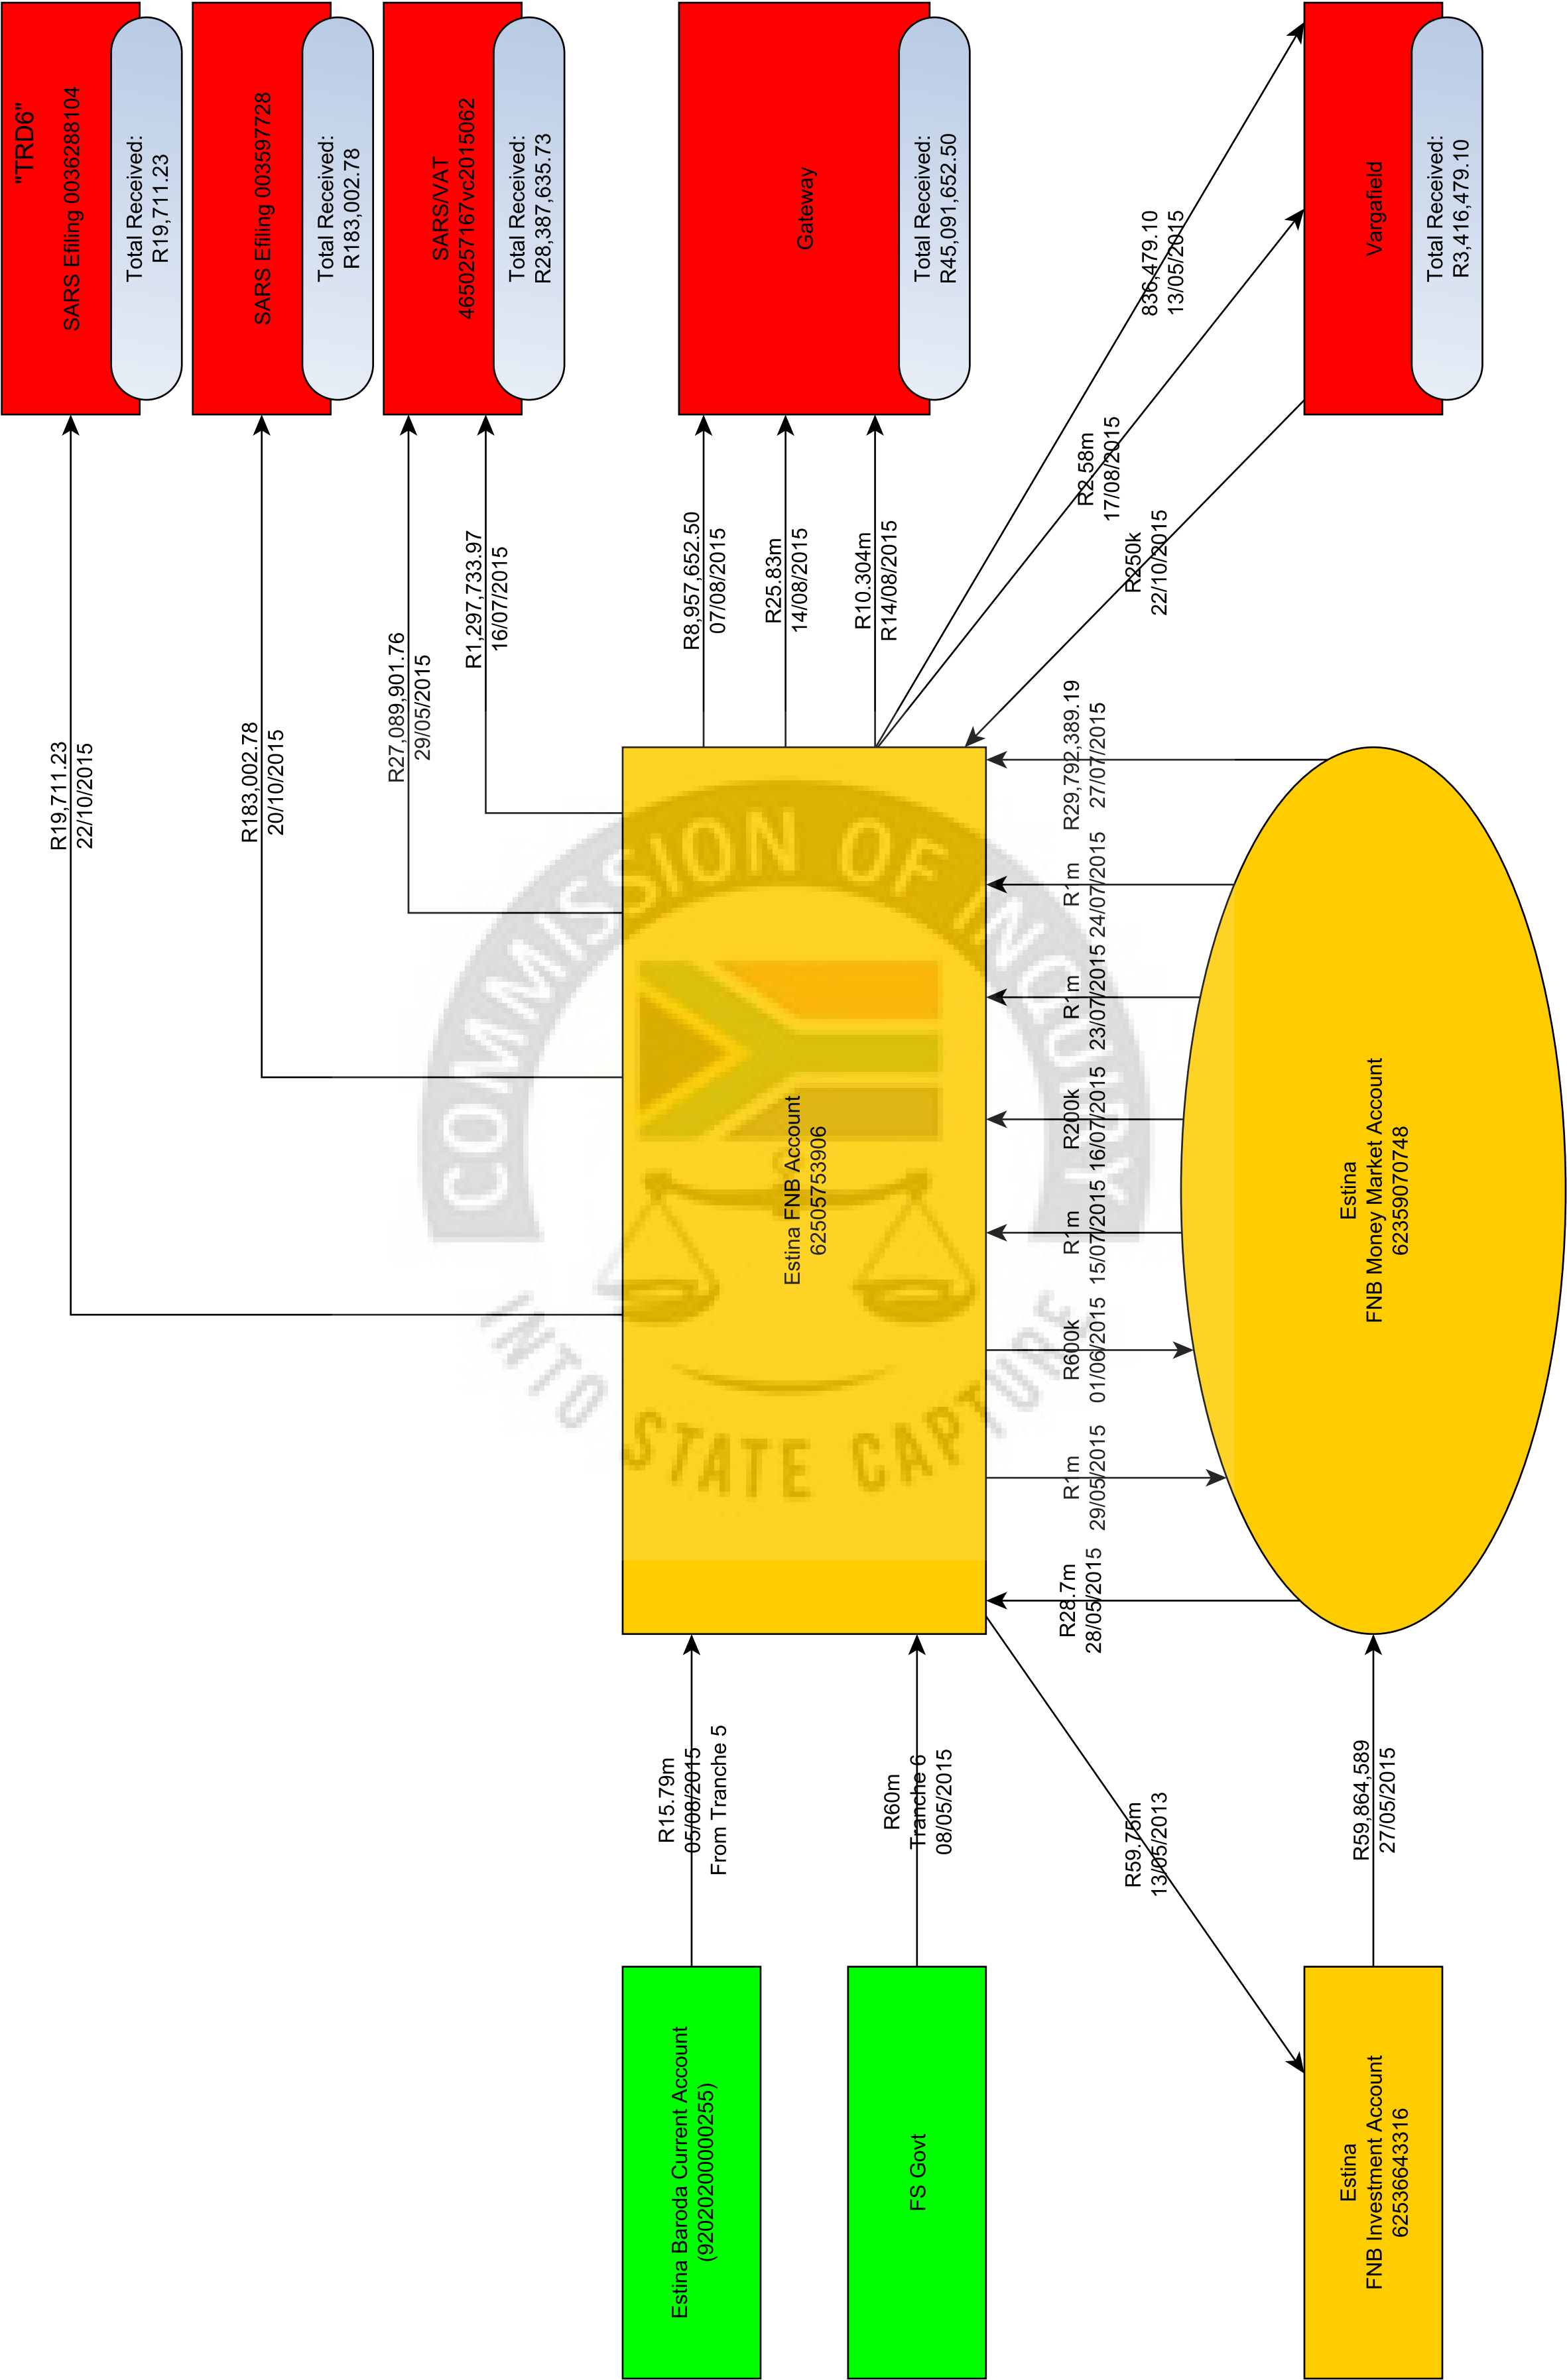 "TRD6"
SARS Efiling 0036288104
Total Received:
R19,711.23
SARS Efiling 003597728
Total Received:
R183,002.78
SARS/VAT
4650257167vc2015062
Total Received:
R28,387,635.73
Gateway
Total Received:
R45,091,652.50
Vargafield
Total Received:
R3,416,479.10
R19,711.23
22/10/2015
R183,002.78
20/10/2015
R27,089,901.76
29/05/2015
R1,297,733.97
16/07/2015
R8,957,652.50
07/08/2015
R25.83m
14/08/2015
R10.304m
R14/08/2015
836,479.10
13/05/2015
R2.58m
17/08/2015
R250k
22/10/2015
Estina FNB Account
62505753906
R29,792,389.19
27/07/2015
R1m
24/07/2015
R1m
23/07/2015
R200k
16/07/2015
R1m
15/07/2015
R600k
01/06/2015
R1m
29/05/2015
R28.7m
28/05/2015
Estina
FNB Money Market Account
62359070748
R15.79m
05/08/2015
From Tranche 5
R60m
Tranche 6
08/05/2015
R59.75m
13/05/2013
R59,864,589
27/05/2015
Estina Baroda Current Account
(92020200000255)
FS Govt
Estina
FNB Investment Account
62536643316
COMMISSION OF INQUIRY
INTO STATE CAPTURE